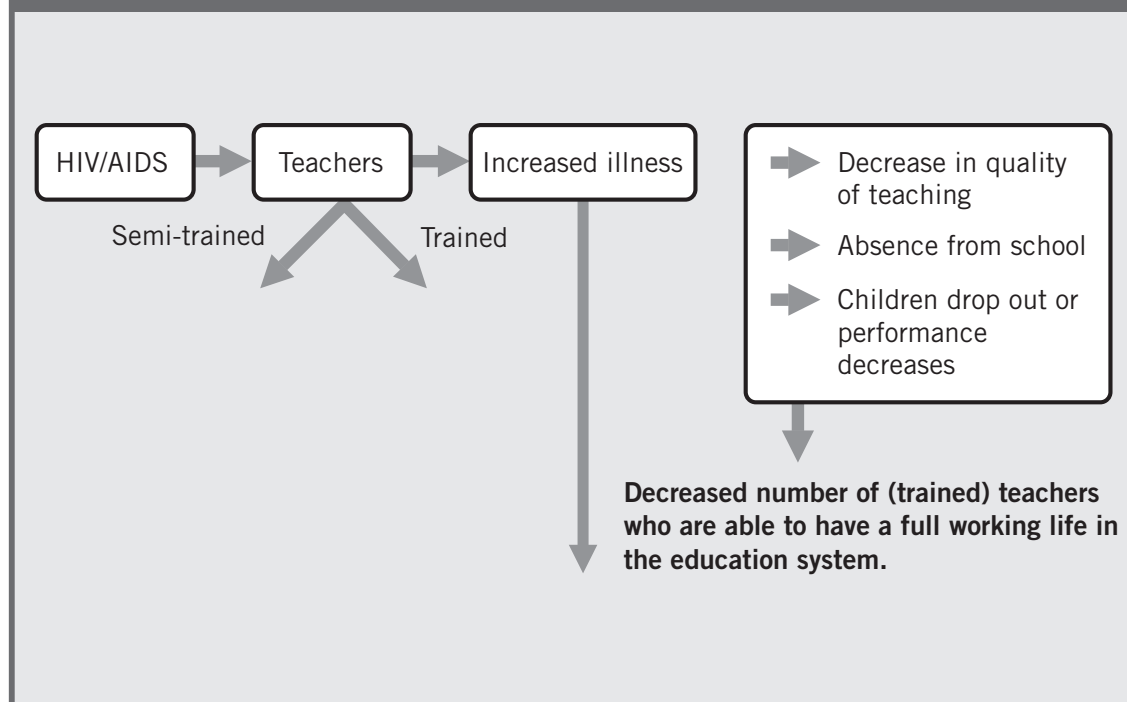 HIV/AIDS
Teachers
Increased illness
Semi-trained
Trained
Decrease in quality
of teaching
Absence from school
Children drop out or
performance
decreases
Decreased number of (trained) teachers
who are able to have a full working life in
the education system.